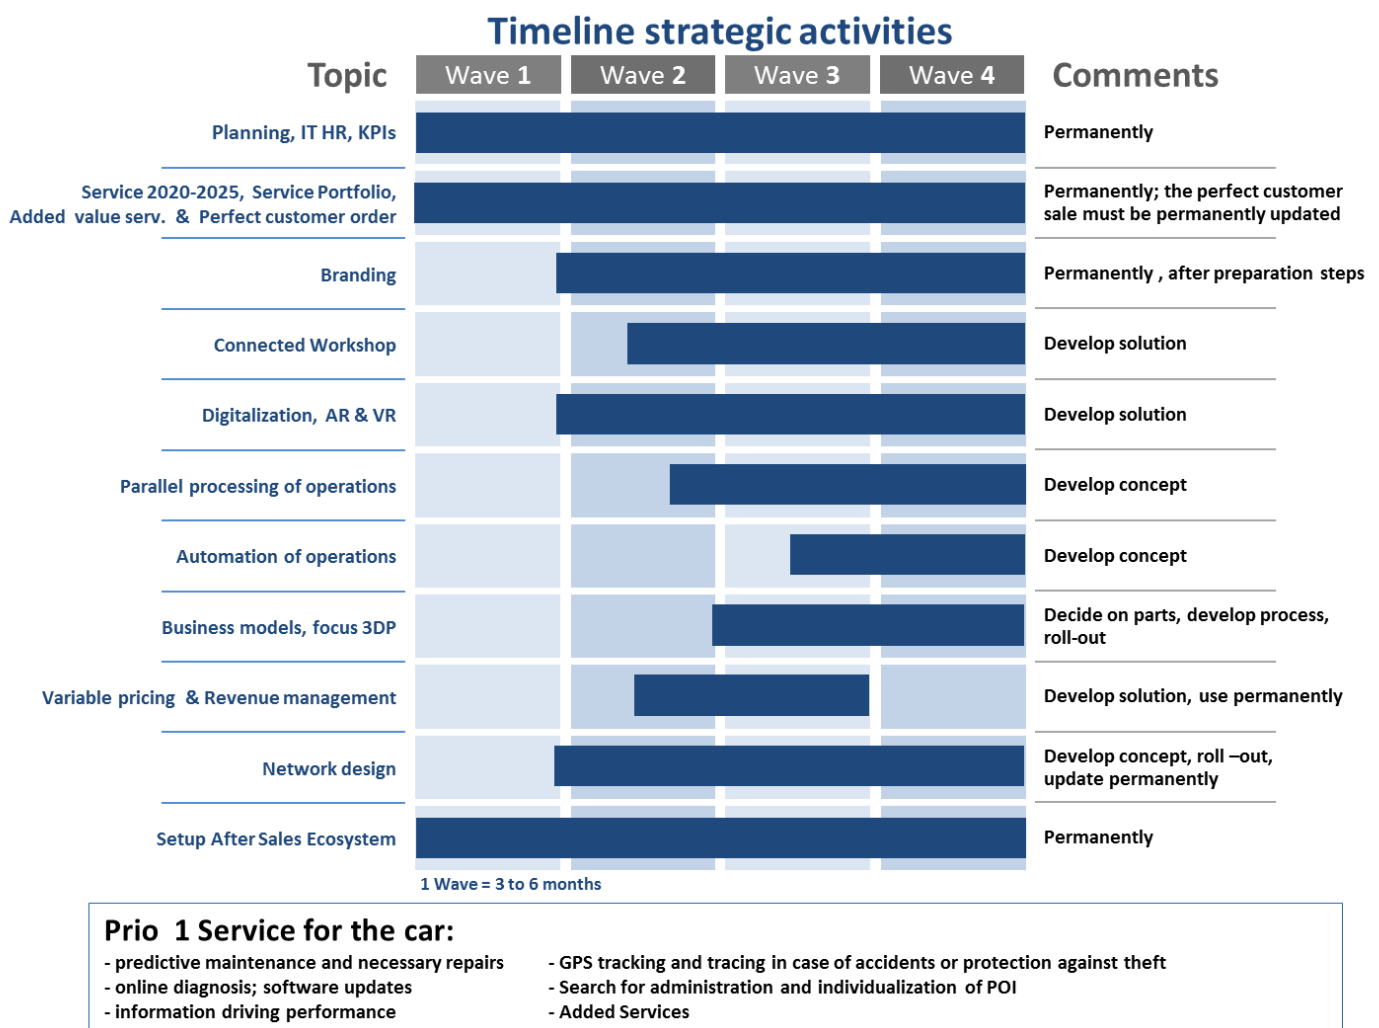 Timeline strategic activities
Topic
Wave 1
Wave 2
Wave 3
Wave 4
Comments
Planning, IT HR, KPIs
Permanently
Service 2020-2025, Service Portfolio,
Added value serv. & Perfect customer order
Permanently; the perfect customer
sale must be permanently updated
Branding
Permanently , after preparation steps
Connected Workshop
Develop solution
Digitalization, AR & VR
Develop solution
Parallel processing of operations
Develop concept
Automation of operations
Develop concept
Business models, focus 3DP
Decide on parts, develop process,
roll-out
Variable pricing & Revenue management
Develop solution, use permanently
Network design
Develop concept, roll –out,
update permanently
Setup After Sales Ecosystem
Permanently
1 Wave = 3 to 6 months
Prio 1 Service for the car:
- predictive maintenance and necessary repairs
- online diagnosis; software updates
- information driving performance
- GPS tracking and tracing in case of accidents or protection against theft
- Search for administration and individualization of POI
- Added Services